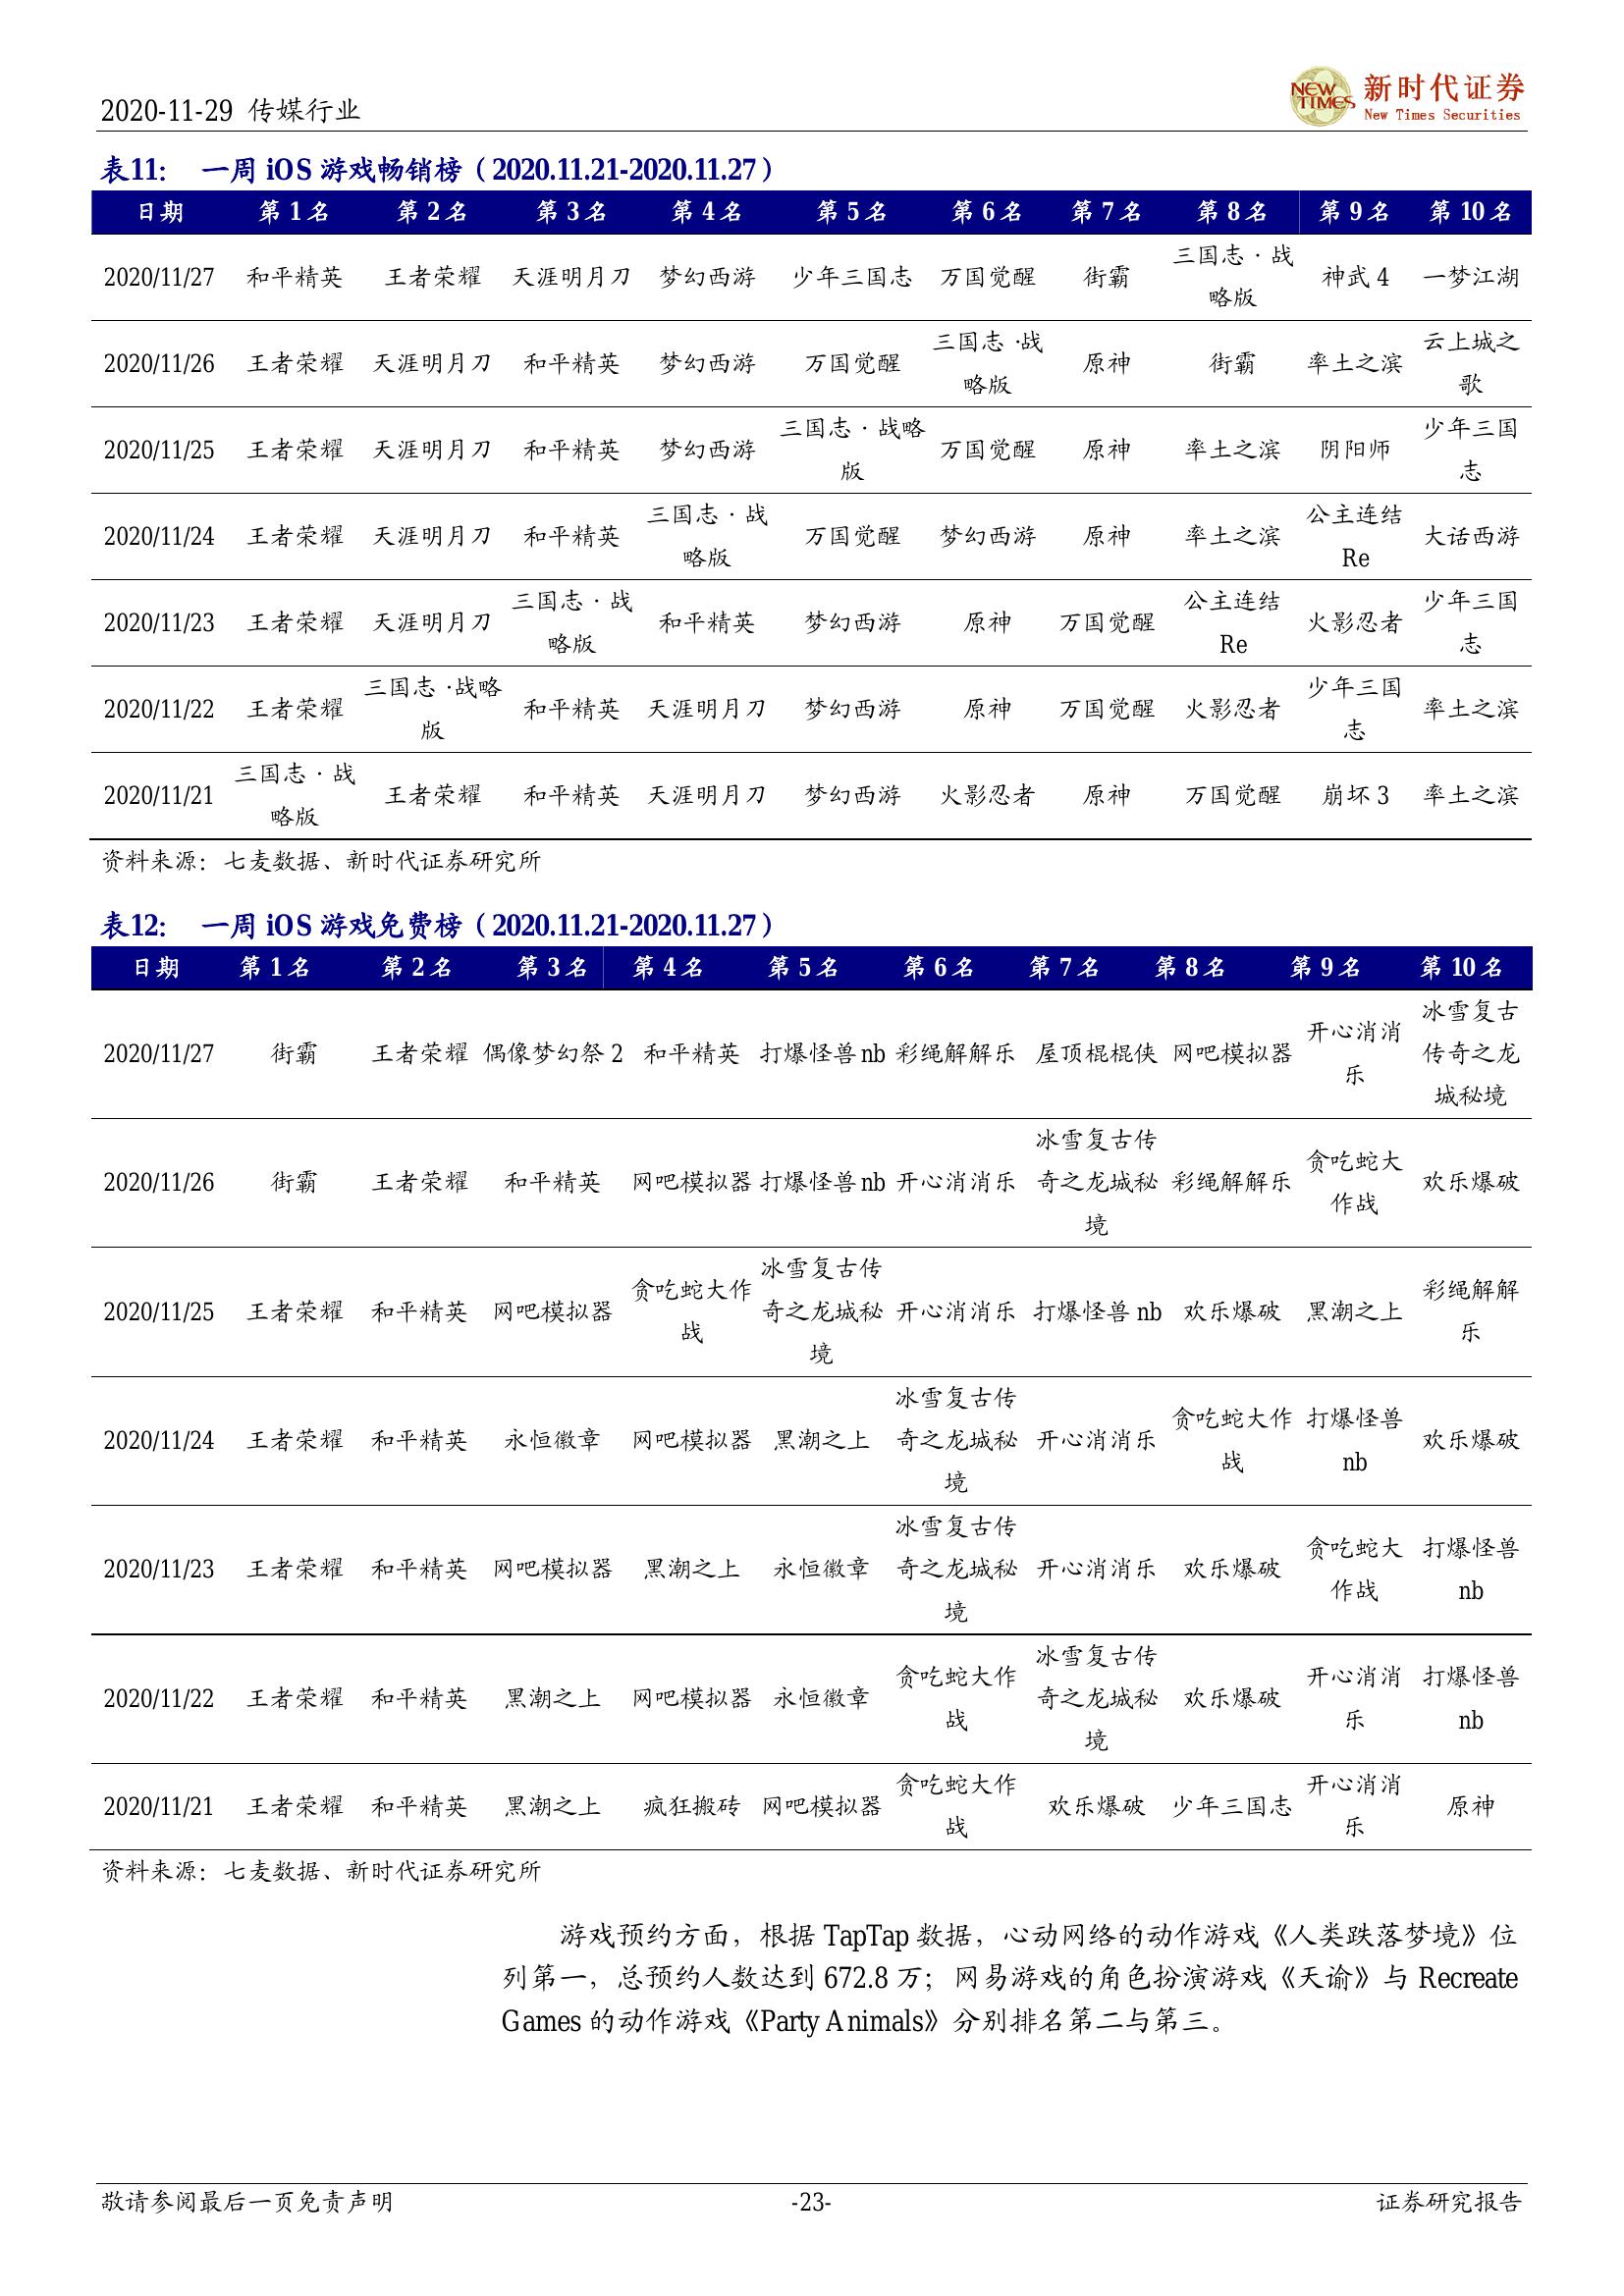 2020-11-29 传媒行业
NEW TIMES 新时代证券
New Times Securities
表11： 一周 iOS 游戏畅销榜（2020.11.21-2020.11.27）
日期 第 1 名 第 2 名 第 3 名 第 4 名 第 5 名 第 6 名 第 7 名 第 8 名 第 9 名 第 10 名
2020/11/27 和平精英 王者荣耀 天涯明月刀 梦幻西游 少年三国志 万国觉醒 街霸 三国志·战略版 神武 4 一梦江湖
2020/11/26 王者荣耀 天涯明月刀 和平精英 梦幻西游 万国觉醒 三国志·战略版 原神 街霸 率土之滨 云上城之歌
2020/11/25 王者荣耀 天涯明月刀 和平精英 梦幻西游 三国志·战略版 万国觉醒 原神 率土之滨 阴阳师 少年三国志
2020/11/24 王者荣耀 天涯明月刀 和平精英 三国志·战略版 万国觉醒 梦幻西游 原神 率土之滨 公主连结Re 大话西游
2020/11/23 王者荣耀 天涯明月刀 三国志·战略版 和平精英 梦幻西游 原神 万国觉醒 公主连结Re 火影忍者 少年三国志
2020/11/22 王者荣耀 三国志·战略版 和平精英 天涯明月刀 梦幻西游 原神 万国觉醒 火影忍者 少年三国志 率土之滨
2020/11/21 三国志·战略版 王者荣耀 和平精英 天涯明月刀 梦幻西游 火影忍者 原神 万国觉醒 崩坏 3 率土之滨
资料来源：七麦数据、新时代证券研究所
表12： 一周 iOS 游戏免费榜（2020.11.21-2020.11.27）
日期 第 1 名 第 2 名 第 3 名 第 4 名 第 5 名 第 6 名 第 7 名 第 8 名 第 9 名 第 10 名
2020/11/27 街霸 王者荣耀 偶像梦幻祭 2 和平精英 打爆怪兽 nb 彩绳解解乐 屋顶棍棍侠 网吧模拟器 开心消消乐 冰雪复古传奇之龙城秘境
2020/11/26 街霸 王者荣耀 和平精英 网吧模拟器 打爆怪兽 nb 开心消消乐 冰雪复古传奇之龙城秘境 彩绳解解乐 贪吃蛇大作战 欢乐爆破
2020/11/25 王者荣耀 和平精英 网吧模拟器 贪吃蛇大作战 冰雪复古传奇之龙城秘境 开心消消乐 打爆怪兽 nb 欢乐爆破 黑潮之上 彩绳解解乐
2020/11/24 王者荣耀 和平精英 永恒徽章 网吧模拟器 黑潮之上 冰雪复古传奇之龙城秘境 开心消消乐 贪吃蛇大作战 打爆怪兽nb 欢乐爆破
2020/11/23 王者荣耀 和平精英 网吧模拟器 黑潮之上 永恒徽章 冰雪复古传奇之龙城秘境 开心消消乐 欢乐爆破 贪吃蛇大作战 打爆怪兽nb
2020/11/22 王者荣耀 和平精英 黑潮之上 网吧模拟器 永恒徽章 贪吃蛇大作战 冰雪复古传奇之龙城秘境 欢乐爆破 开心消消乐 打爆怪兽nb
2020/11/21 王者荣耀 和平精英 黑潮之上 疯狂搬砖 网吧模拟器 贪吃蛇大作战 欢乐爆破 少年三国志 开心消消乐 原神
资料来源：七麦数据、新时代证券研究所
游戏预约方面，根据 TapTap 数据，心动网络的动作游戏《人类跌落梦境》位
列第一，总预约人数达到 672.8 万；网易游戏的角色扮演游戏《天谕》与 Recreate
Games 的动作游戏《Party Animals》分别排名第二与第三。
敬请参阅最后一页免责声明 -23- 证券研究报告